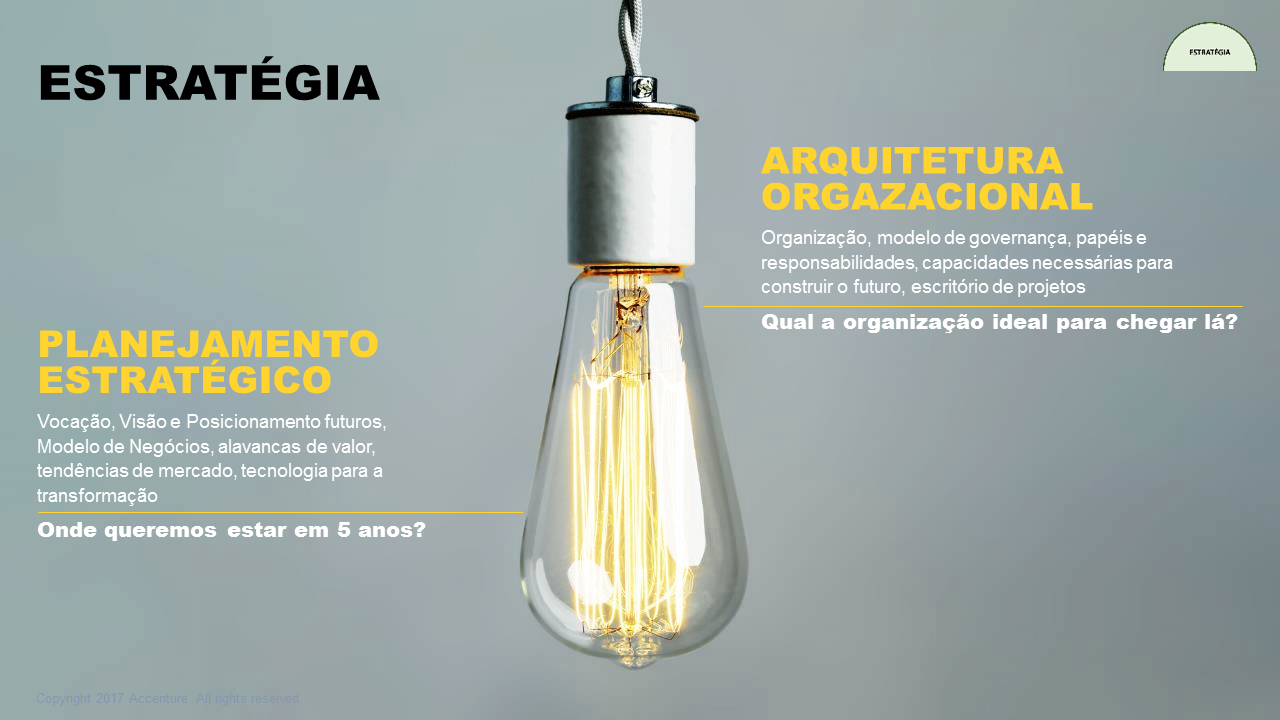 ESTRATÉGIA
ESTRATÉGIA
ARQUITETURA
ORGAZACIONAL
Organização, modelo de governança, papéis e
responsabilidades, capacidades necessárias para
construir o futuro, escritório de projetos
Qual a organização ideal para chegar lá?
PLANEJAMENTO
ESTRATÉGICO
Vocação, Visão e Posicionamento futuros,
Modelo de Negócios, alavancas de valor,
tendências de mercado, tecnologia para a
transformação
Onde queremos estar em 5 anos?
Copyright 2017 Accenture. All rights reserved.